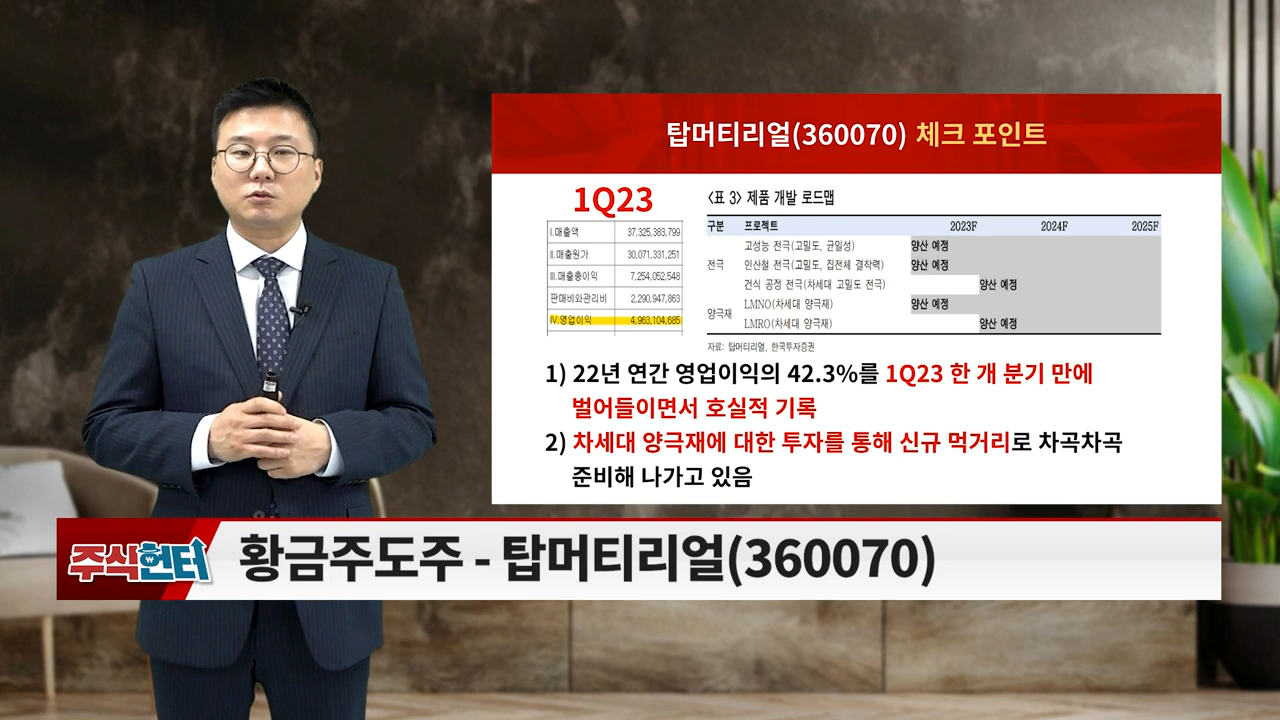 탑머티리얼(360070) 체크 포인트
1Q23
Ⅰ.매출액 37,325,383,799
Ⅱ.매출원가 30,071,331,251
Ⅲ.매출총이익 7,254,052,548
판매비와관리비 2,290,947,863
Ⅳ.영업이익 4,963,104,685
<표 3> 제품 개발 로드맵
구분 프로젝트 2023F 2024F 2025F
전극
고성능 전극(고밀도, 균일성) 양산 예정
인산철 전극(고밀도, 집전체 결착력) 양산 예정
건식 공정 전극(차세대 고밀도 전극) 양산 예정
양극재
LMNO(차세대 양극재) 양산 예정
LMRO(차세대 양극재) 양산 예정
자료: 탑머티리얼, 한국투자증권
1) 22년 연간 영업이익의 42.3%를 1Q23 한 개 분기 만에
벌어들이면서 호실적 기록
2) 차세대 양극재에 대한 투자를 통해 신규 먹거리로 차곡차곡
준비해 나가고 있음
주식헌터
황금주도주 - 탑머티리얼(360070)